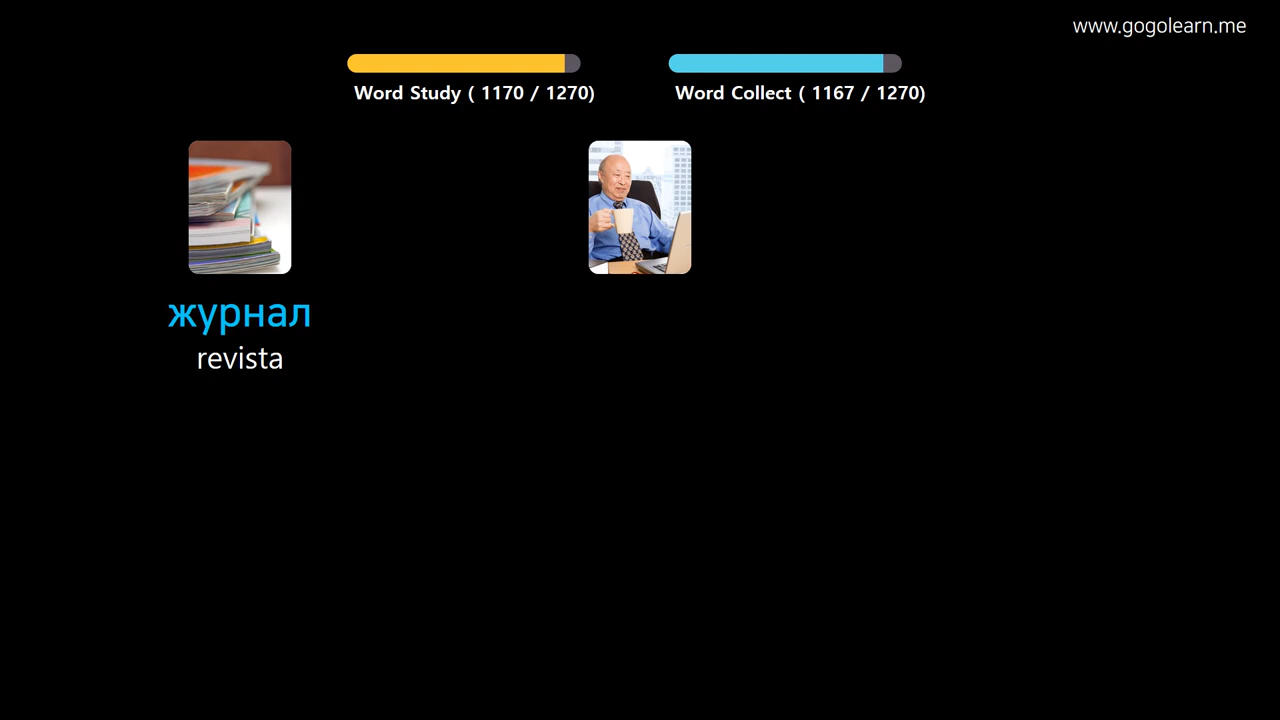 www.gogolearn.me
Word Study ( 1170 / 1270)
Word Collect ( 1167 / 1270)
журнал
revista